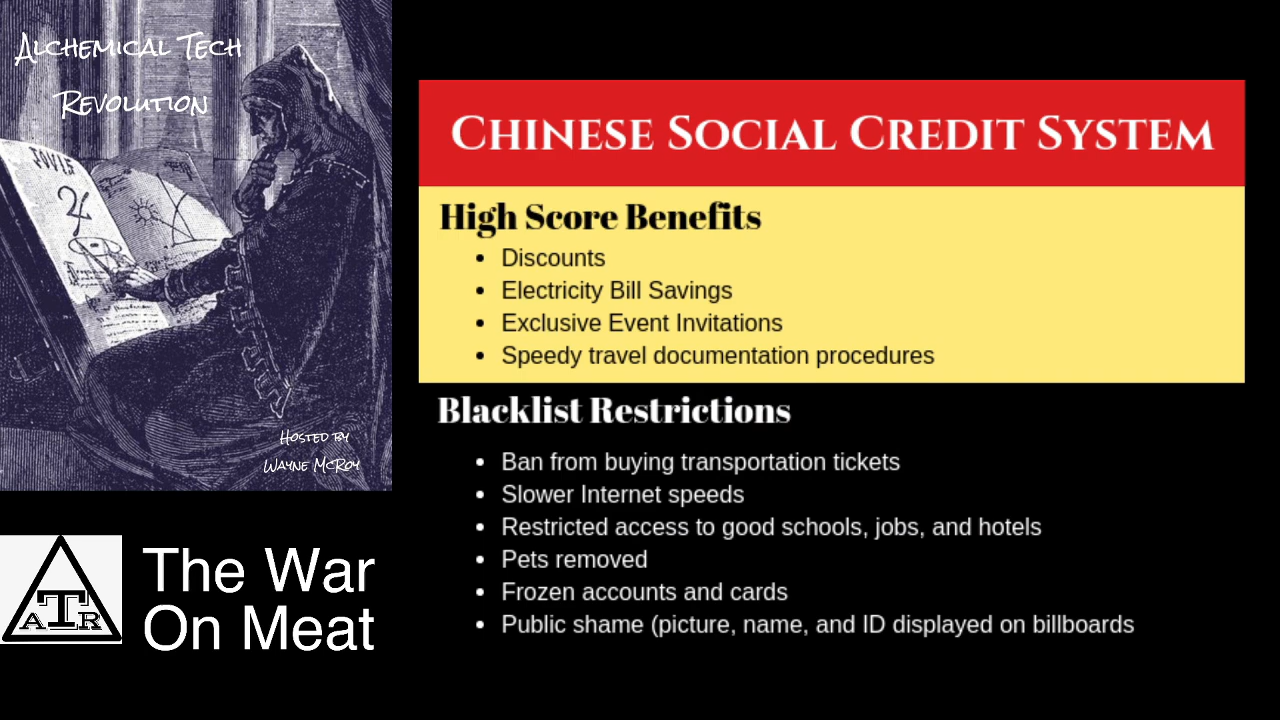 Alchemical Tech
Revolution
Hosted by
Wayne McRoy
ATR
The War
On Meat
Chinese Social Credit System
High Score Benefits
• Discounts
• Electricity Bill Savings
• Exclusive Event Invitations
• Speedy travel documentation procedures
Blacklist Restrictions
• Ban from buying transportation tickets
• Slower Internet speeds
• Restricted access to good schools, jobs, and hotels
• Pets removed
• Frozen accounts and cards
• Public shame (picture, name, and ID displayed on billboards